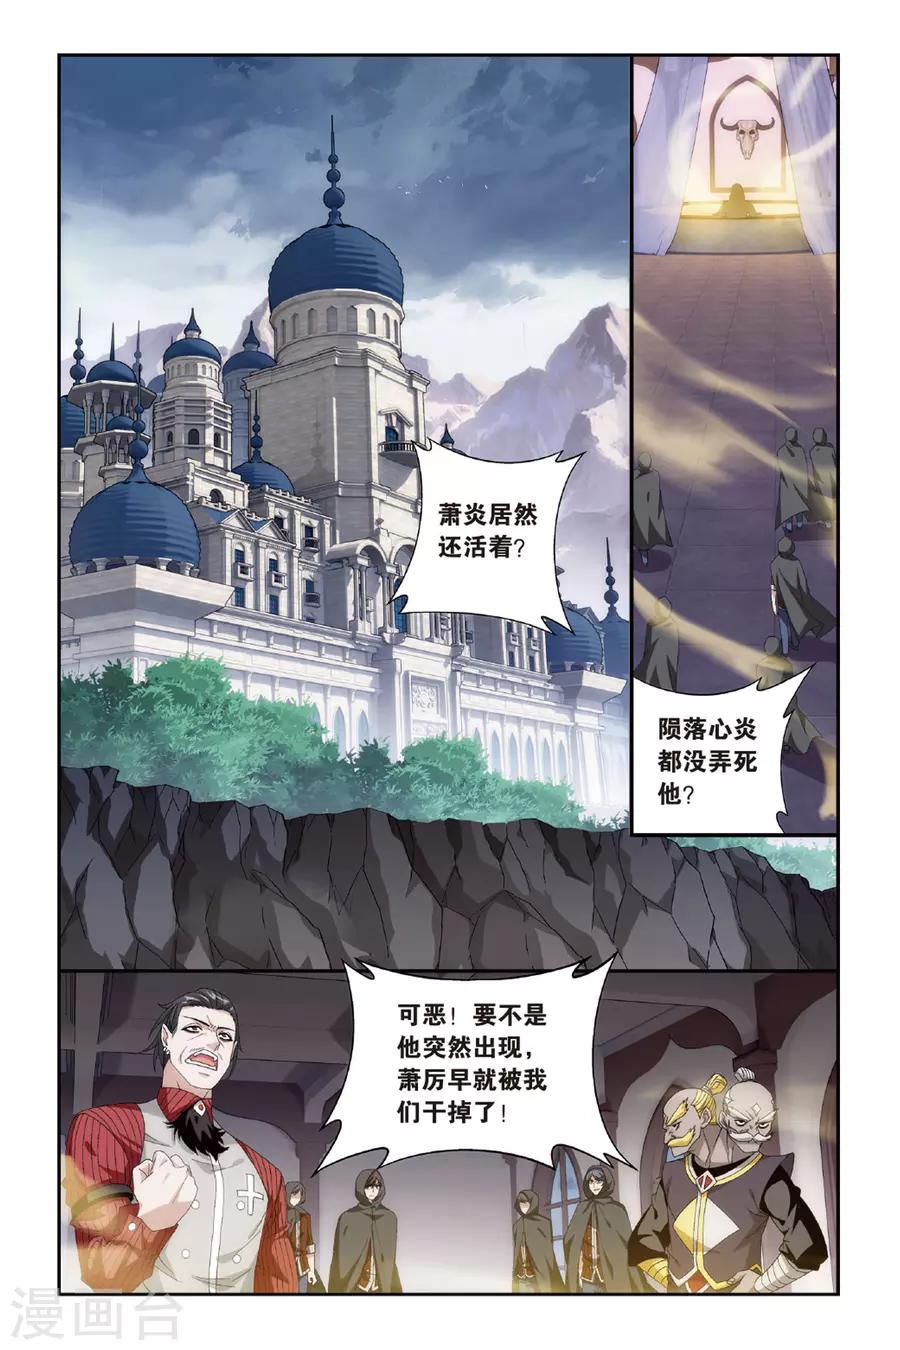 萧炎居然
还活着?
陨落心炎
都没弄死
他?
可恶!要不是
他突然出现,
萧厉早就被我
们干掉了!
漫画台